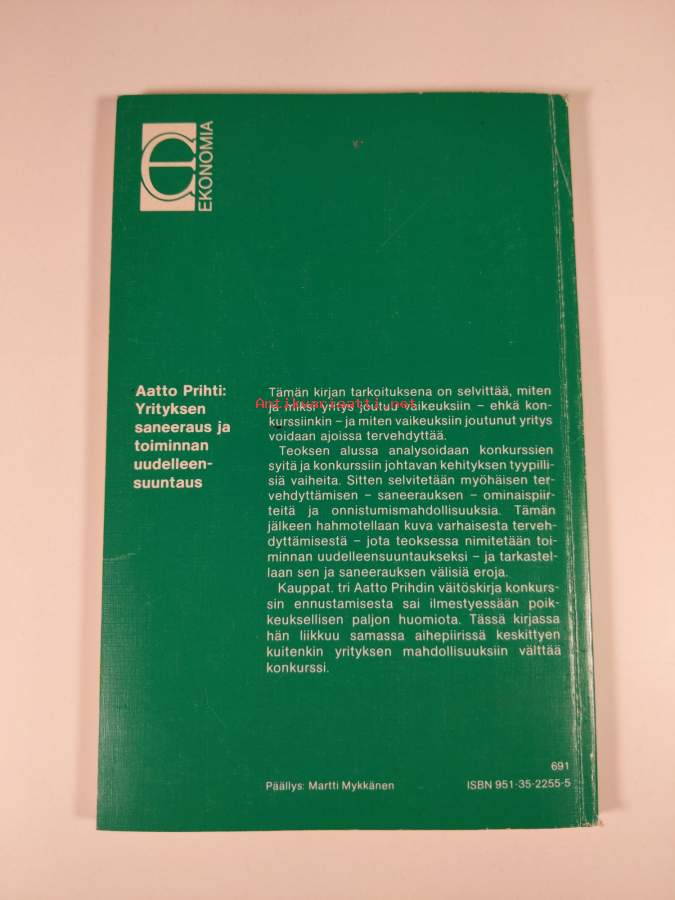 EKONOMIA
Aatto Prihti:
Yrityksen
saneeraus ja
toiminnan
uudelleen-
suuntaus
Tämän kirjan tarkoituksena on selvittää, miten
ja miksi yritys joutuu vaikeuksiin – ehkä kon-
Antikvariaatti.net
kurssiinkin – ja miten vaikeuksiin joutunut yritys
voidaan ajoissa tervehdyttää.
Teoksen alussa analysoidaan konkurssien
syitä ja konkurssiin johtavan kehityksen tyypilli-
siä vaiheita. Sitten selvitetään myöhäisen ter-
vehdyttämisen – saneerauksen – ominaispiir-
teitä ja onnistumismahdollisuuksia. Tämän
jälkeen hahmotellaan kuva varhaisesta terveh-
dyttämisestä – jota teoksessa nimitetään toi-
minnan uudelleensuuntaukseksi – ja tarkastel-
laan sen ja saneerauksen välisiä eroja.
Kauppat. tri Aatto Prihdin väitöskirja konkurs-
sin ennustamisesta sai ilmestyessään poik-
keuksellisen paljon huomiota. Tässä kirjassa
hän liikkuu samassa aihepiirissä keskittyen
kuitenkin yrityksen mahdollisuuksiin välttää
konkurssi.
691
Päällys: Martti Mykkänen
ISBN 951-35-2255-5